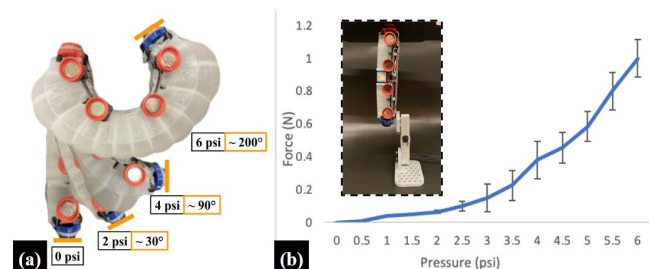 6 psi ~ 200°
4 psi ~ 90°
2 psi ~ 30°
0 psi
(a)
Force (N)
1.2
1
0.8
0.6
0.4
0.2
0
0 0.5 1 1.5 2 2.5 3 3.5 4 4.5 5 5.5 6
Pressure (psi)
(b)